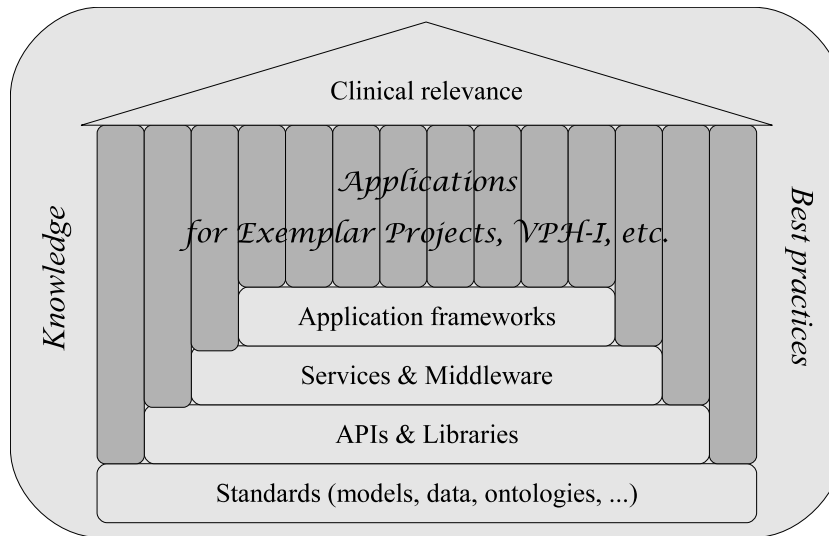 Clinical relevance
Applications
for Exemplar Projects, VPH-I, etc.
Knowledge
Best practices
Application frameworks
Services & Middleware
APIs & Libraries
Standards (models, data, ontologies, ...)